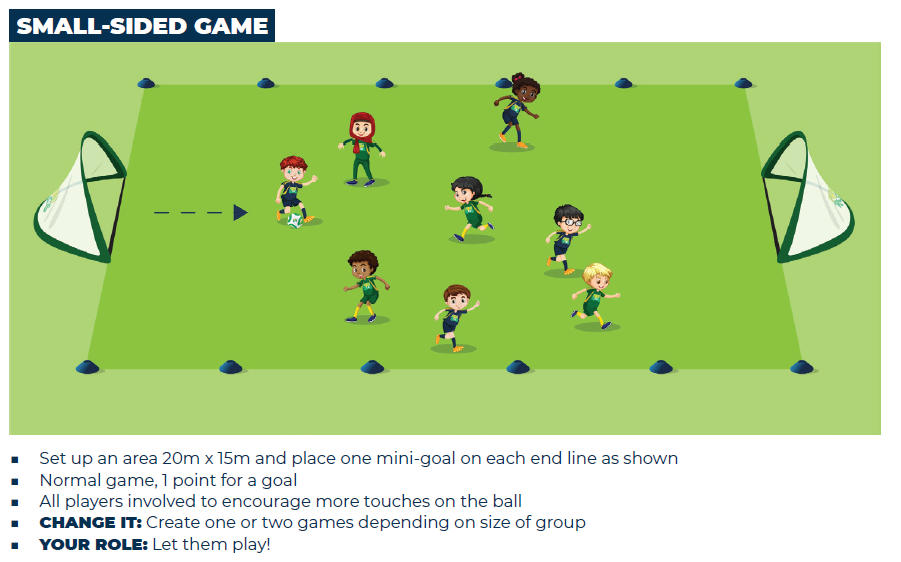 SMALL-SIDED GAME
▪ Set up an area 20m x 15m and place one mini-goal on each end line as shown
▪ Normal game, 1 point for a goal
▪ All players involved to encourage more touches on the ball
▪ CHANGE IT: Create one or two games depending on size of group
▪ YOUR ROLE: Let them play!